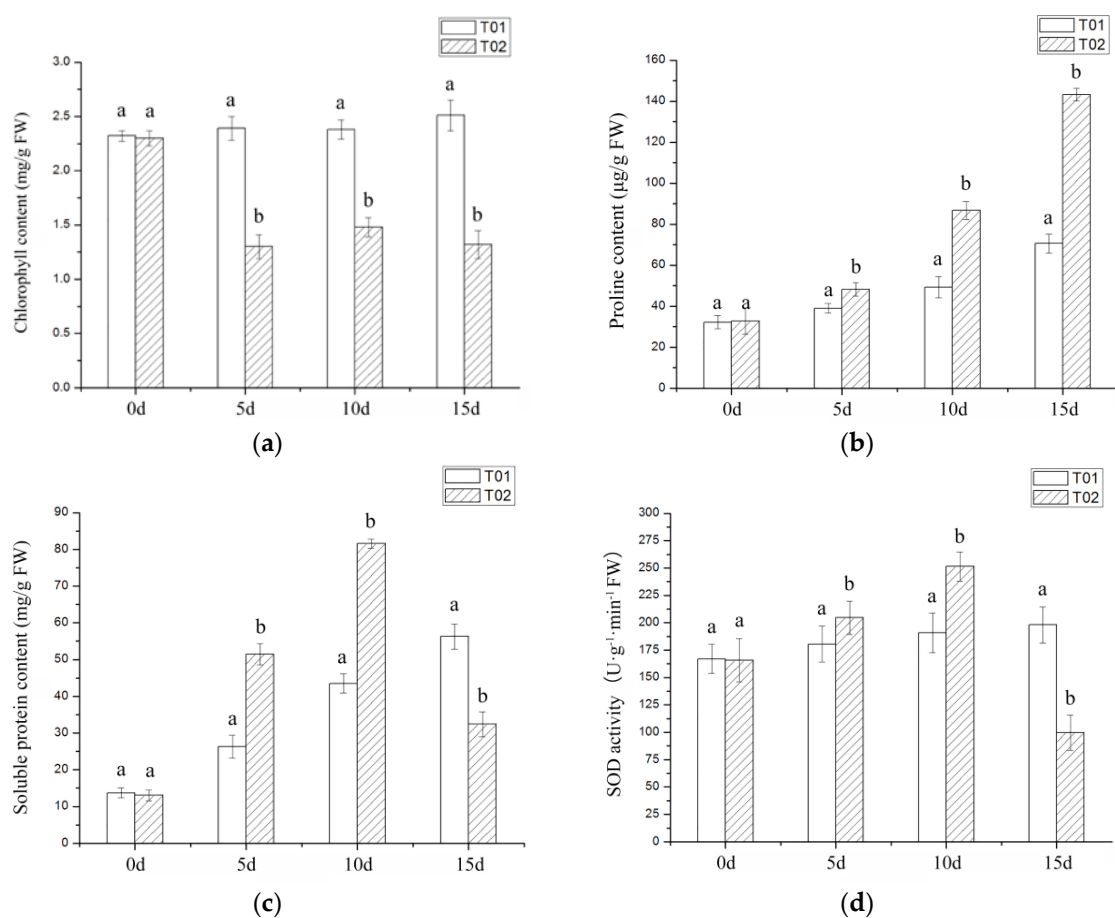 T01
T02
3.0
2.5
2.0
1.5
1.0
0.5
0.0
Chlorophyll content (mg/g FW)
a a a b a b a b
0d 5d 10d 15d
(a)
T01
T02
160
140
120
100
80
60
40
20
0
Proline content (μg/g FW)
a a a b a b a b
0d 5d 10d 15d
(b)
T01
T02
90
80
70
60
50
40
30
20
10
0
Soluble protein content (mg/g FW)
a a a b a b a b
0d 5d 10d 15d
(c)
T01
T02
300
275
250
225
200
175
150
125
100
75
50
25
0
SOD activity (U·g⁻¹·min⁻¹ FW)
a a a b a b a b
0d 5d 10d 15d
(d)